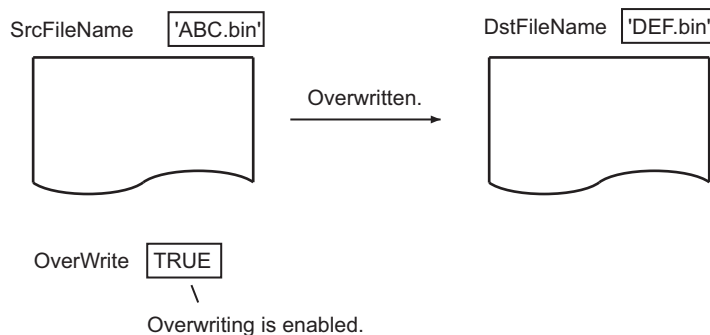 SrcFileName 'ABC.bin' DstFileName 'DEF.bin'
Overwritten.
OverWrite TRUE
Overwriting is enabled.